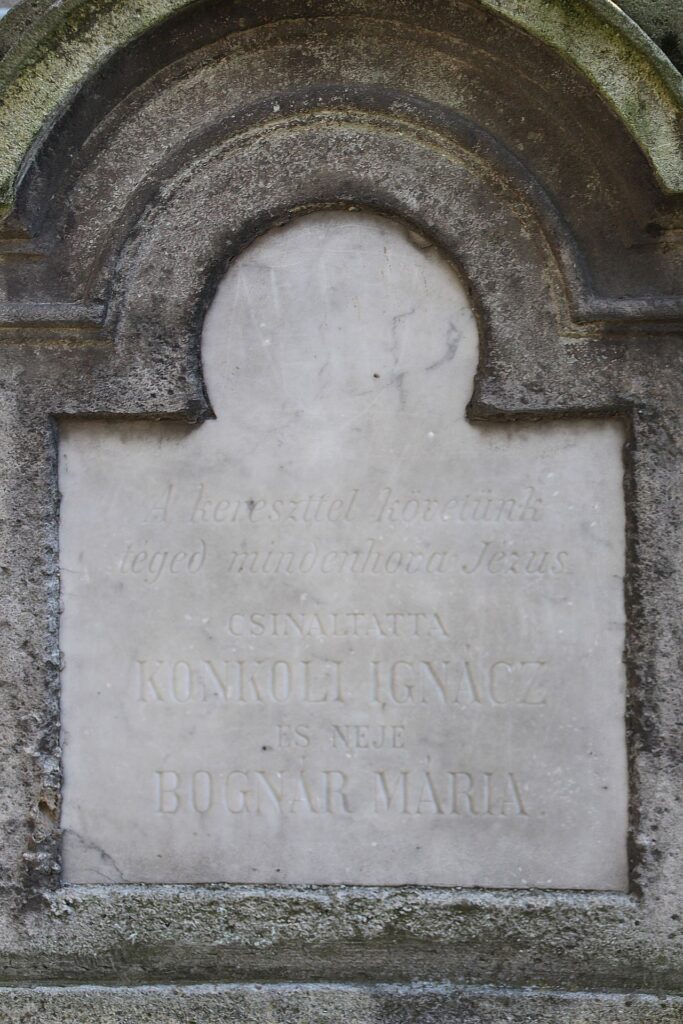 A kereszttel követünk
téged mindenhova Jézus
CSINÁLTATTA
KONKOLI IGNÁCZ
ÉS NEJE
BOGNÁR MÁRIA.